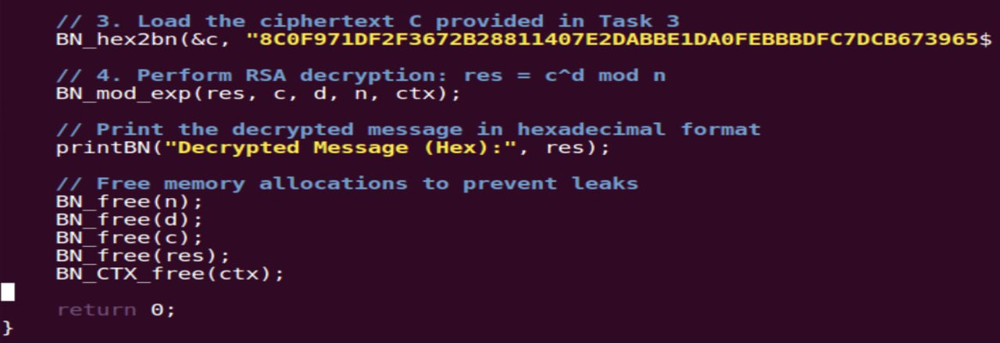 // 3. Load the ciphertext C provided in Task 3
BN_hex2bn(&c, "8C0F971DF2F3672B28811407E2DABBE1DA0FEBBBDFC7DCB673965$
// 4. Perform RSA decryption: res = c^d mod n
BN_mod_exp(res, c, d, n, ctx);
// Print the decrypted message in hexadecimal format
printBN("Decrypted Message (Hex):", res);
// Free memory allocations to prevent leaks
BN_free(n);
BN_free(d);
BN_free(c);
BN_free(res);
BN_CTX_free(ctx);
return 0;
}